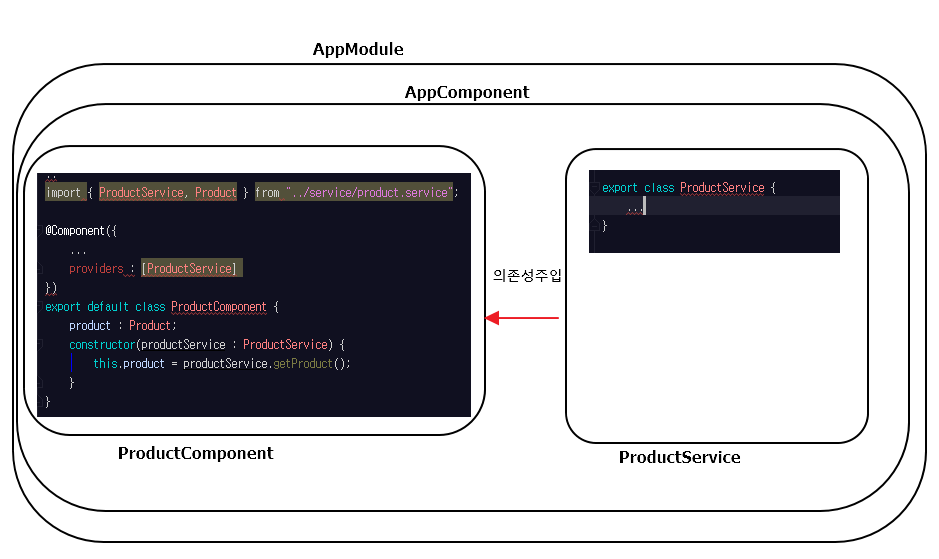 AppModule
AppComponent
..
import { ProductService, Product } from "../service/product.service";
@Component({
...
providers : [ProductService]
})
export default class ProductComponent {
product : Product;
constructor(productService : ProductService) {
this.product = productService.getProduct();
}
}
ProductComponent
의존성주입
export class ProductService {
...
}
ProductService